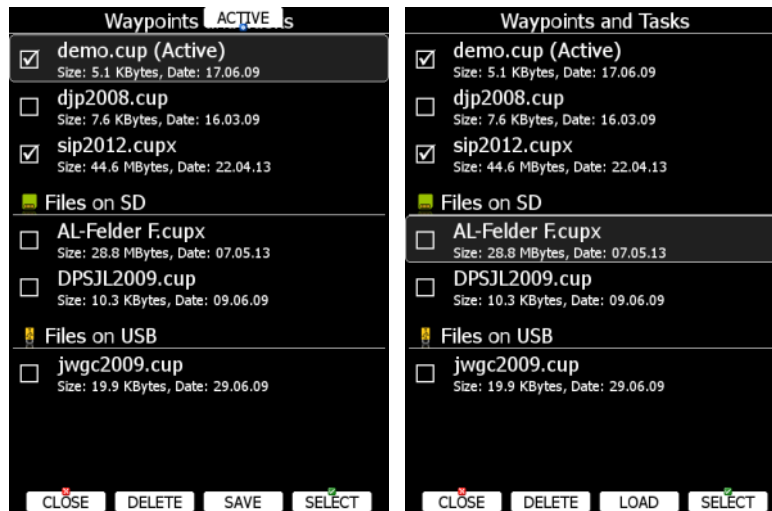 Waypoints and Tasks
ACTIVE
demo.cup (Active)
Size: 5.1 KBytes, Date: 17.06.09
djp2008.cup
Size: 7.6 KBytes, Date: 16.03.09
sip2012.cupx
Size: 44.6 MBytes, Date: 22.04.13
Files on SD
AL-Felder F.cupx
Size: 28.8 MBytes, Date: 07.05.13
DPSJL2009.cup
Size: 10.3 KBytes, Date: 09.06.09
Files on USB
jwgc2009.cup
Size: 19.9 KBytes, Date: 29.06.09
CLOSE DELETE SAVE SELECT
Waypoints and Tasks
demo.cup (Active)
Size: 5.1 KBytes, Date: 17.06.09
djp2008.cup
Size: 7.6 KBytes, Date: 16.03.09
sip2012.cupx
Size: 44.6 MBytes, Date: 22.04.13
Files on SD
AL-Felder F.cupx
Size: 28.8 MBytes, Date: 07.05.13
DPSJL2009.cup
Size: 10.3 KBytes, Date: 09.06.09
Files on USB
jwgc2009.cup
Size: 19.9 KBytes, Date: 29.06.09
CLOSE DELETE LOAD SELECT